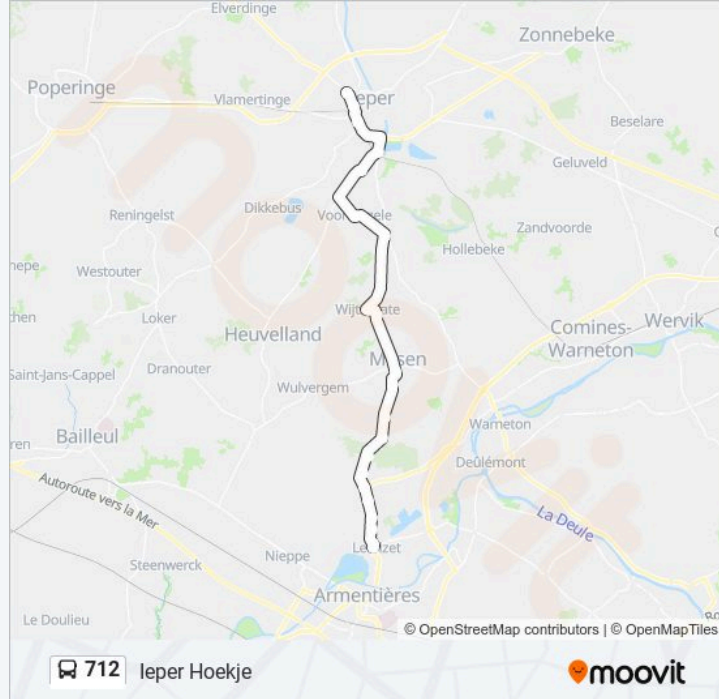 Elverdinge
Zonnebeke
Poperinge
Vlamertinge
Ieper
Beselare
Geluveld
Reningelst
Dikkebus
Zandvoorde
Hollebeke
Westouter
Loker
Heuvelland
Comines-
Warneton
Wervik
Saint-Jans-Cappel
Dranouter
Wulvergem
Bailleul
Warneton
Deûlémont
Autoroute vers la Mer
La Deule
Nieppe
Steenwerck
Armentières
Le Doulieu
© OpenStreetMap contributors | © OpenMapTiles
712 Ieper Hoekje
moovit